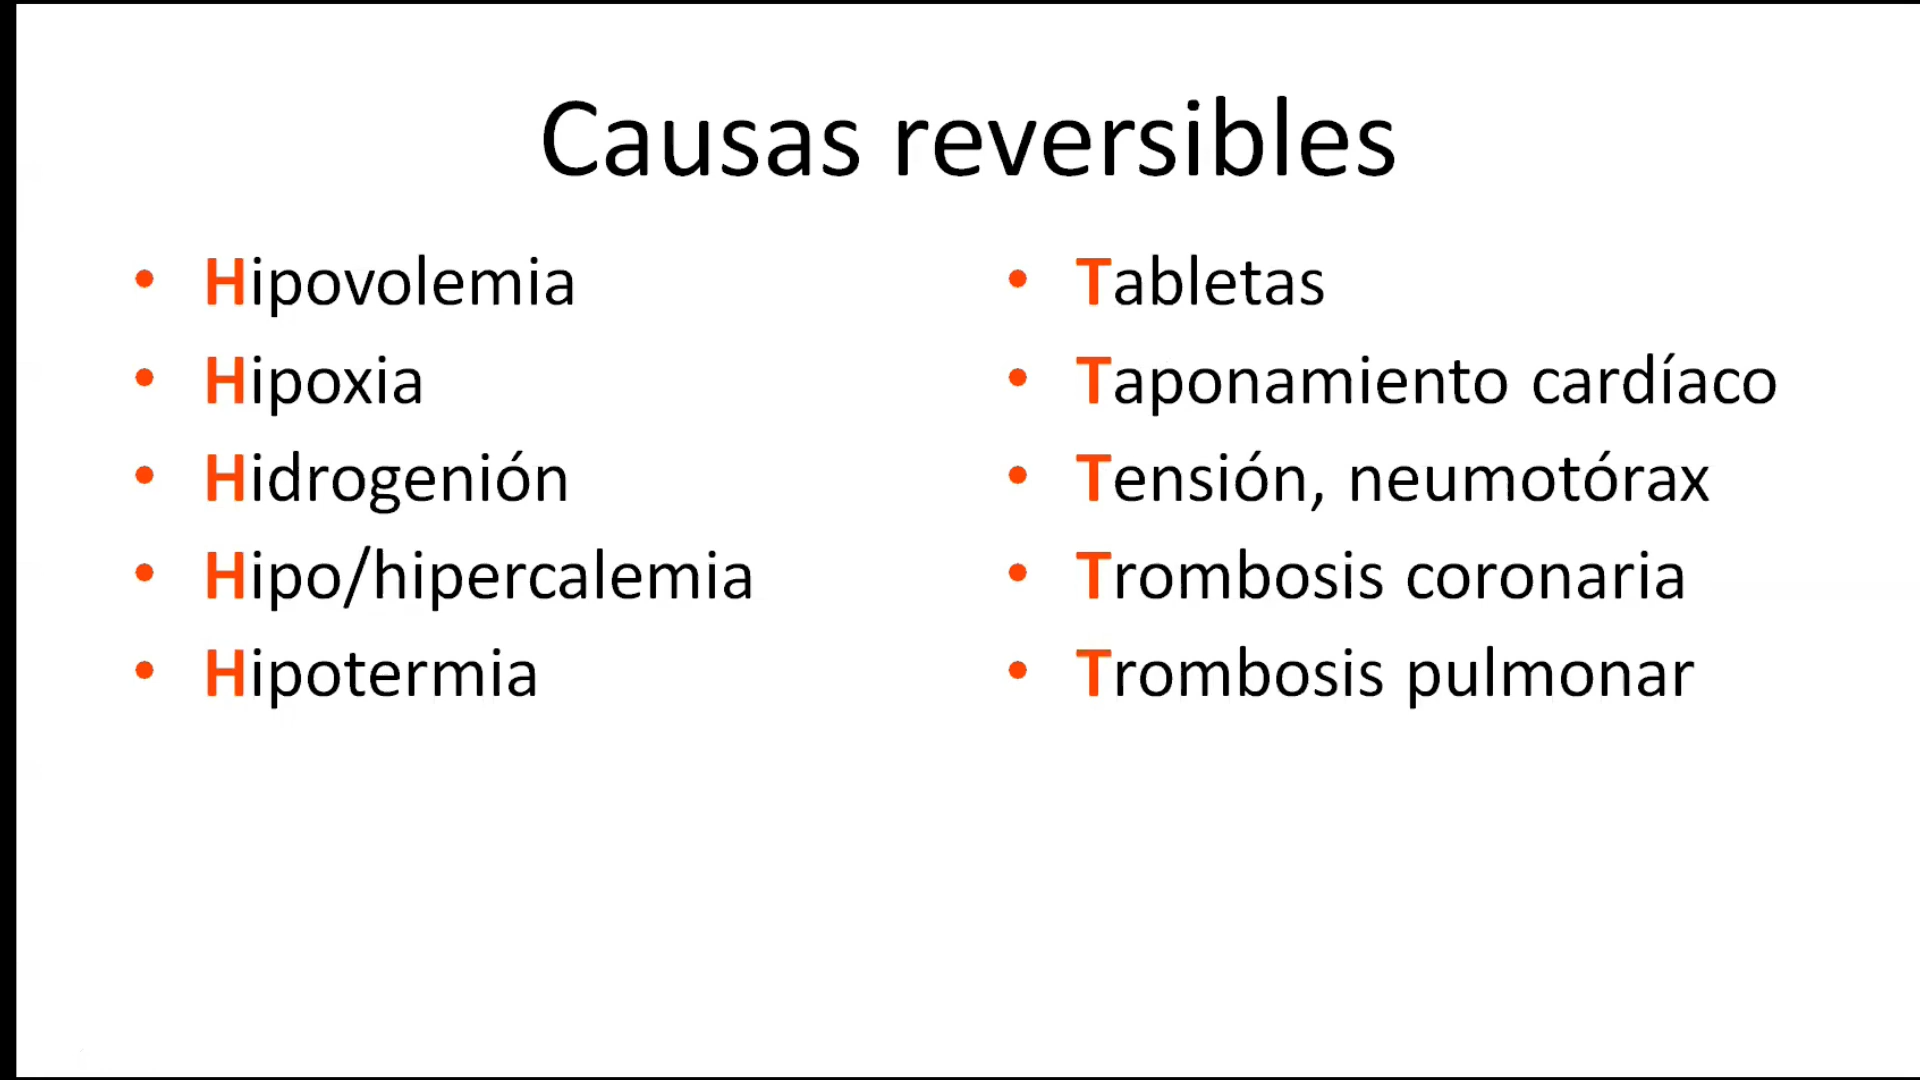 Causas reversibles
• Hipovolemia
• Hipoxia
• Hidrogenión
• Hipo/hipercalemia
• Hipotermia
• Tabletas
• Taponamiento cardíaco
• Tensión, neumotórax
• Trombosis coronaria
• Trombosis pulmonar